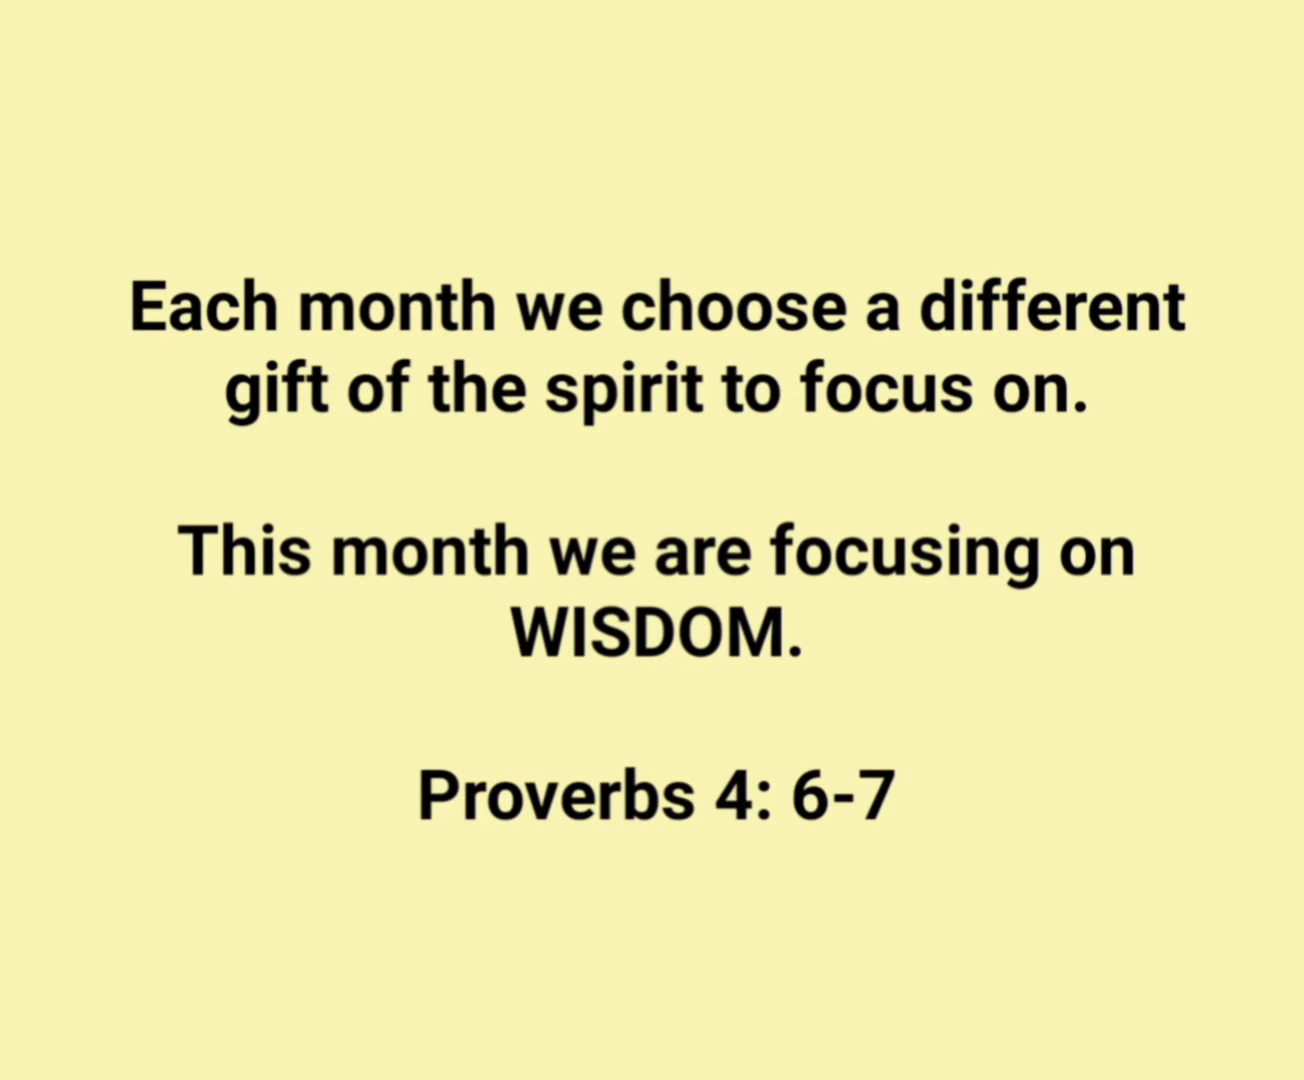 Each month we choose a different
gift of the spirit to focus on.
This month we are focusing on
WISDOM.
Proverbs 4: 6-7